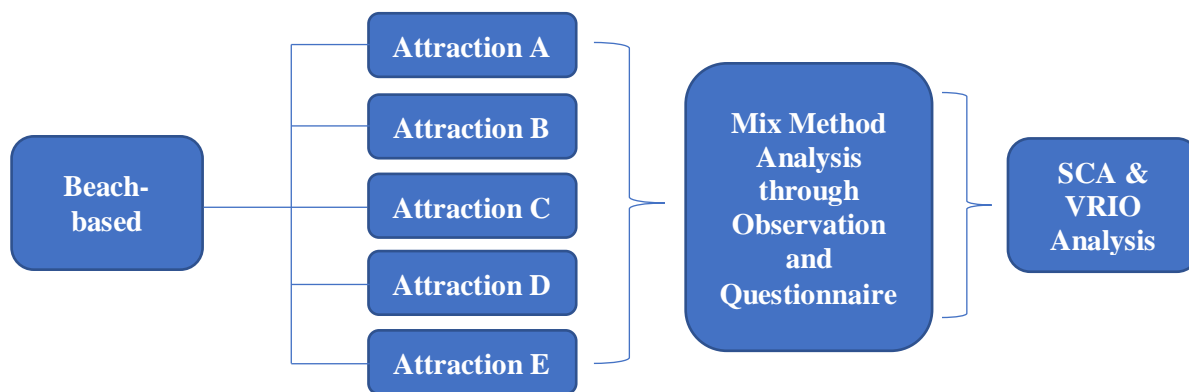 Beach-
based
Attraction A
Attraction B
Attraction C
Attraction D
Attraction E
Mix Method
Analysis
through
Observation
and
Questionnaire
SCA &
VRIO
Analysis